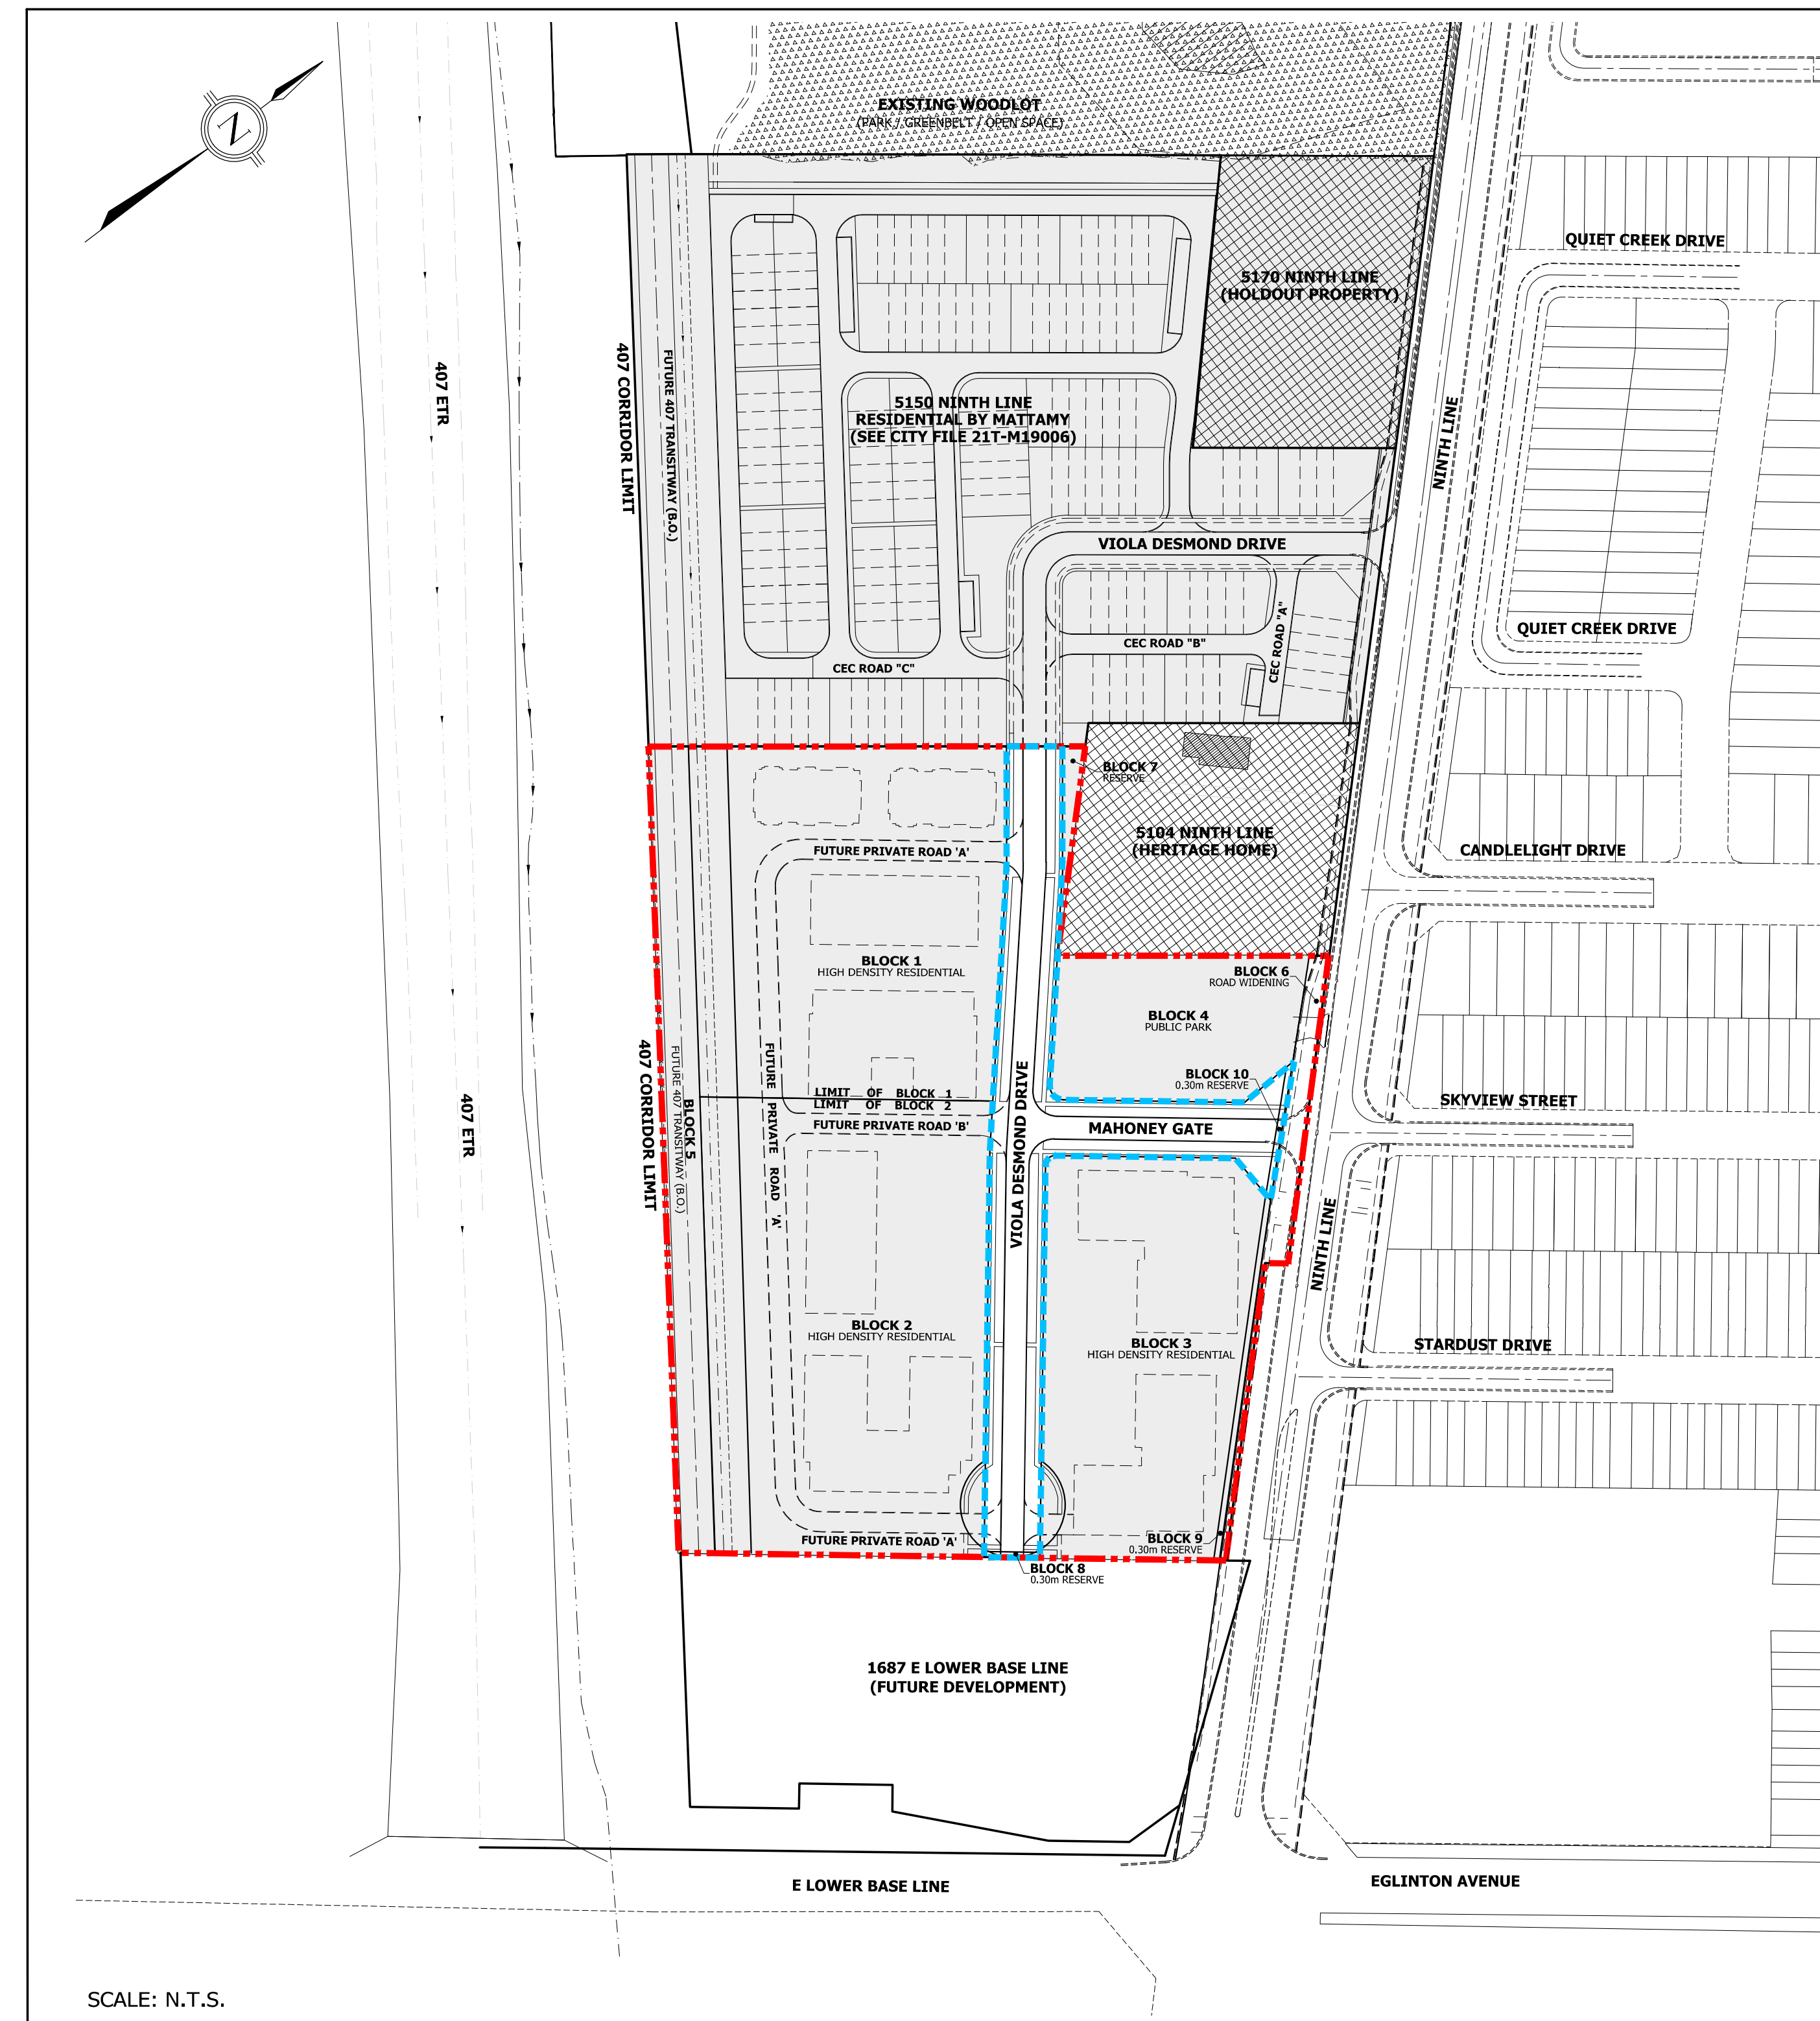 N
EXISTING WOODLOT
(PARK / GREENBELT / OPEN SPACE)
QUIET CREEK DRIVE
5170 NINTH LINE
(HOLDOUT PROPERTY)
407 ETR
407 CORRIDOR LIMIT
FUTURE 407 TRANSITWAY (B.O.)
5150 NINTH LINE
RESIDENTIAL BY MATTAMY
(SEE CITY FILE 21T-M19006)
NINTH LINE
VIOLA DESMOND DRIVE
QUIET CREEK DRIVE
CEC ROAD "A"
CEC ROAD "B"
CEC ROAD "C"
BLOCK 7
RESERVE
5104 NINTH LINE
(HERITAGE HOME)
CANDLELIGHT DRIVE
FUTURE PRIVATE ROAD 'A'
BLOCK 1
HIGH DENSITY RESIDENTIAL
BLOCK 6
ROAD WIDENING
BLOCK 4
PUBLIC PARK
BLOCK 10
0.30m RESERVE
SKYVIEW STREET
407 ETR
407 CORRIDOR LIMIT
FUTURE 407 TRANSITWAY (B.O.)
BLOCK 5
FUTURE PRIVATE ROAD 'A'
LIMIT OF BLOCK 1
LIMIT OF BLOCK 2
FUTURE PRIVATE ROAD 'B'
VIOLA DESMOND DRIVE
MAHONEY GATE
NINTH LINE
BLOCK 2
HIGH DENSITY RESIDENTIAL
BLOCK 3
HIGH DENSITY RESIDENTIAL
STARDUST DRIVE
FUTURE PRIVATE ROAD 'A'
BLOCK 9
0.30m RESERVE
BLOCK 8
0.30m RESERVE
1687 E LOWER BASE LINE
(FUTURE DEVELOPMENT)
E LOWER BASE LINE
EGLINTON AVENUE
SCALE: N.T.S.